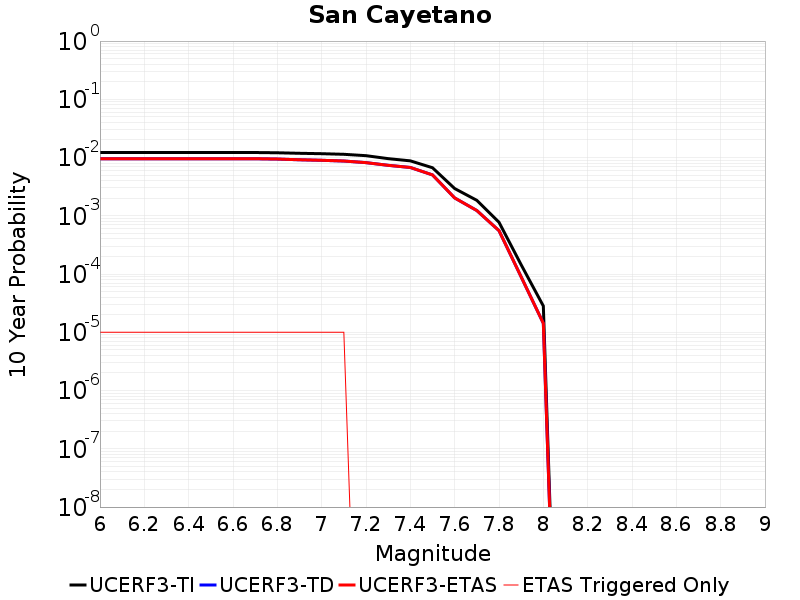 San Cayetano
10 Year Probability
10^0
10^-1
10^-2
10^-3
10^-4
10^-5
10^-6
10^-7
10^-8
6 6.2 6.4 6.6 6.8 7 7.2 7.4 7.6 7.8 8 8.2 8.4 8.6 8.8 9
Magnitude
UCERF3-TI UCERF3-TD UCERF3-ETAS ETAS Triggered Only